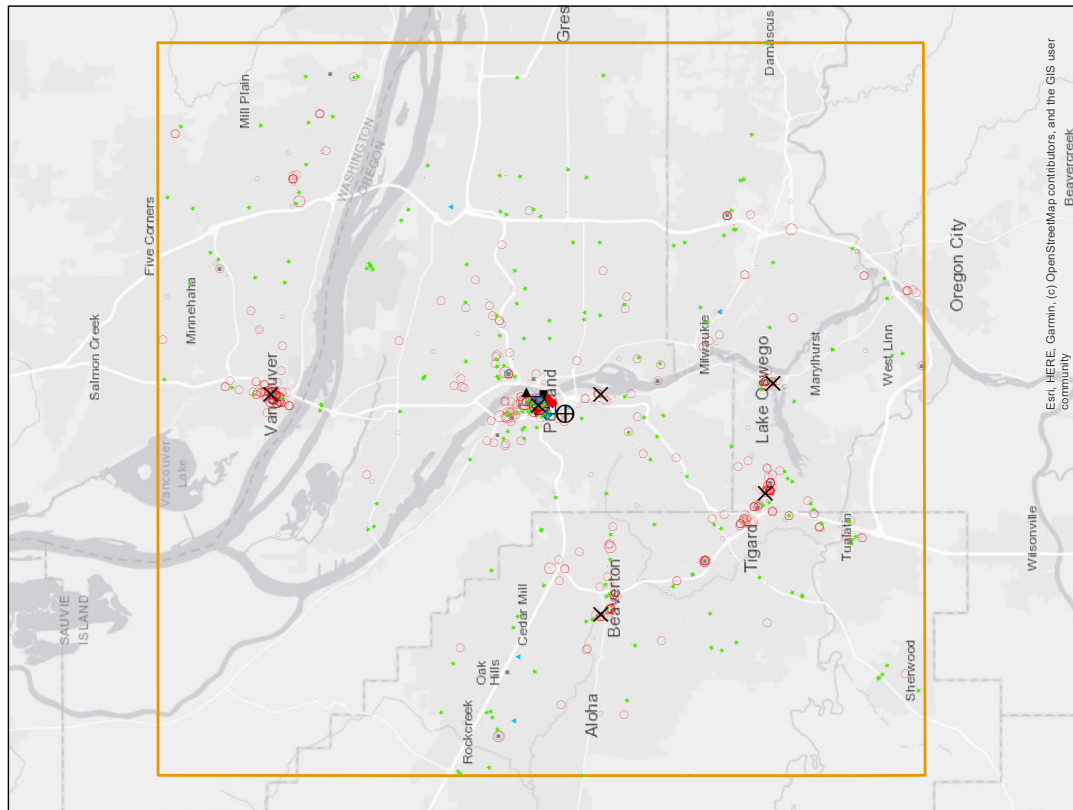 Gres
Damascus
Mill Plain
WASHINGTON
OREGON
Five Corners
Minnehaha
Salmon Creek
Vancouver
Vancouver
Lake
SAUVIE
ISLAND
Milwaukie
Oregon City
Beavercreek
Marylhurst
West Linn
Lake Oswego
Tigard
Tualatin
Wilsonville
Cedar Mill
Beaverton
Oak
Hills
Rockcreek
Aloha
Sherwood
Esri, HERE, Garmin, (c) OpenStreetMap contributors, and the GIS user
community